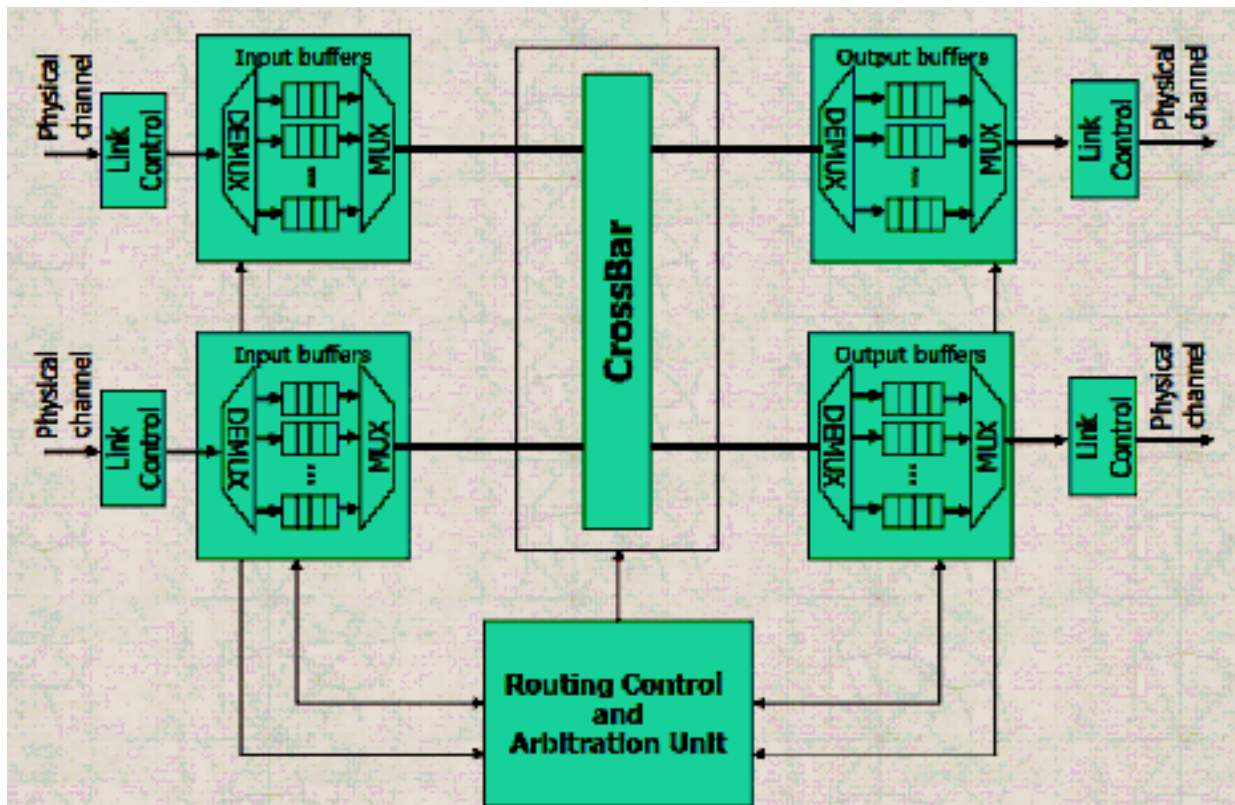 Input buffers
Output buffers
Physical
channel
Link
Control
DEMUX
...
MUX
CrossBar
DEMUX
...
MUX
Link
Control
Physical
channel
Input buffers
Output buffers
Physical
channel
Link
Control
DEMUX
...
MUX
DEMUX
...
MUX
Link
Control
Physical
channel
Routing Control
and
Arbitration Unit